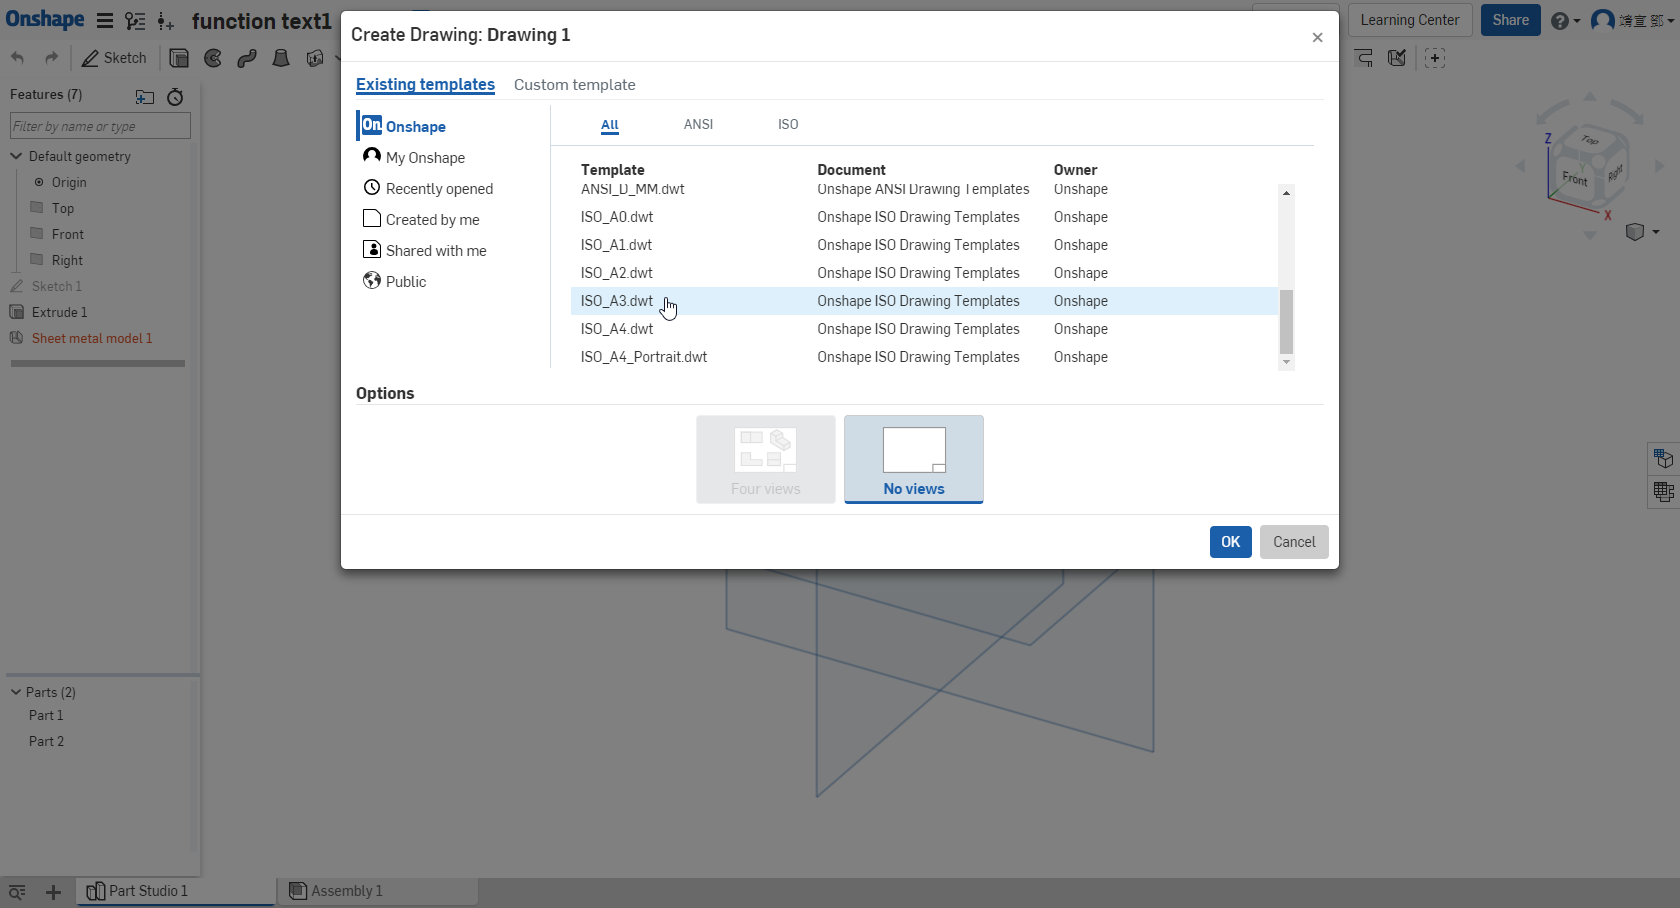 Onshape
function text1
Learning Center
Share
靖宣 鄧
Sketch
Features (7)
Filter by name or type
Default geometry
Origin
Top
Front
Right
Sketch 1
Extrude 1
Sheet metal model 1
Parts (2)
Part 1
Part 2
Create Drawing: Drawing 1
Existing templates
Custom template
On Onshape
My Onshape
Recently opened
Created by me
Shared with me
Public
All ANSI ISO
Template Document Owner
ANSI_D_MM.dwt Onshape ANSI Drawing Templates Onshape
ISO_A0.dwt Onshape ISO Drawing Templates Onshape
ISO_A1.dwt Onshape ISO Drawing Templates Onshape
ISO_A2.dwt Onshape ISO Drawing Templates Onshape
ISO_A3.dwt Onshape ISO Drawing Templates Onshape
ISO_A4.dwt Onshape ISO Drawing Templates Onshape
ISO_A4_Portrait.dwt Onshape ISO Drawing Templates Onshape
Options
Four views
No views
OK
Cancel
Z
Top
Front
Right
X
Part Studio 1
Assembly 1